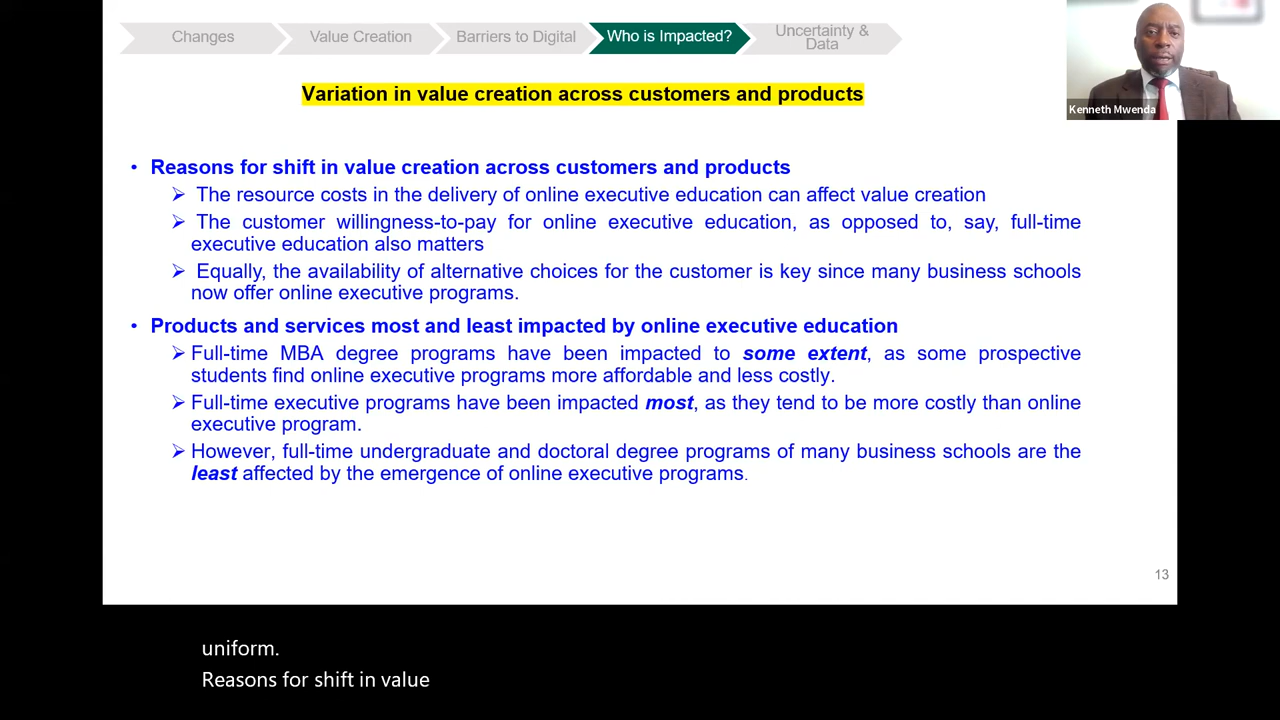 Changes
Value Creation
Barriers to Digital
Who is Impacted?
Uncertainty &
Data
Kenneth Mwenda
Variation in value creation across customers and products
• Reasons for shift in value creation across customers and products
➢ The resource costs in the delivery of online executive education can affect value creation
➢ The customer willingness-to-pay for online executive education, as opposed to, say, full-time
executive education also matters
➢ Equally, the availability of alternative choices for the customer is key since many business schools
now offer online executive programs.
• Products and services most and least impacted by online executive education
➢ Full-time MBA degree programs have been impacted to some extent, as some prospective
students find online executive programs more affordable and less costly.
➢ Full-time executive programs have been impacted most, as they tend to be more costly than online
executive program.
➢ However, full-time undergraduate and doctoral degree programs of many business schools are the
least affected by the emergence of online executive programs.
13
uniform.
Reasons for shift in value